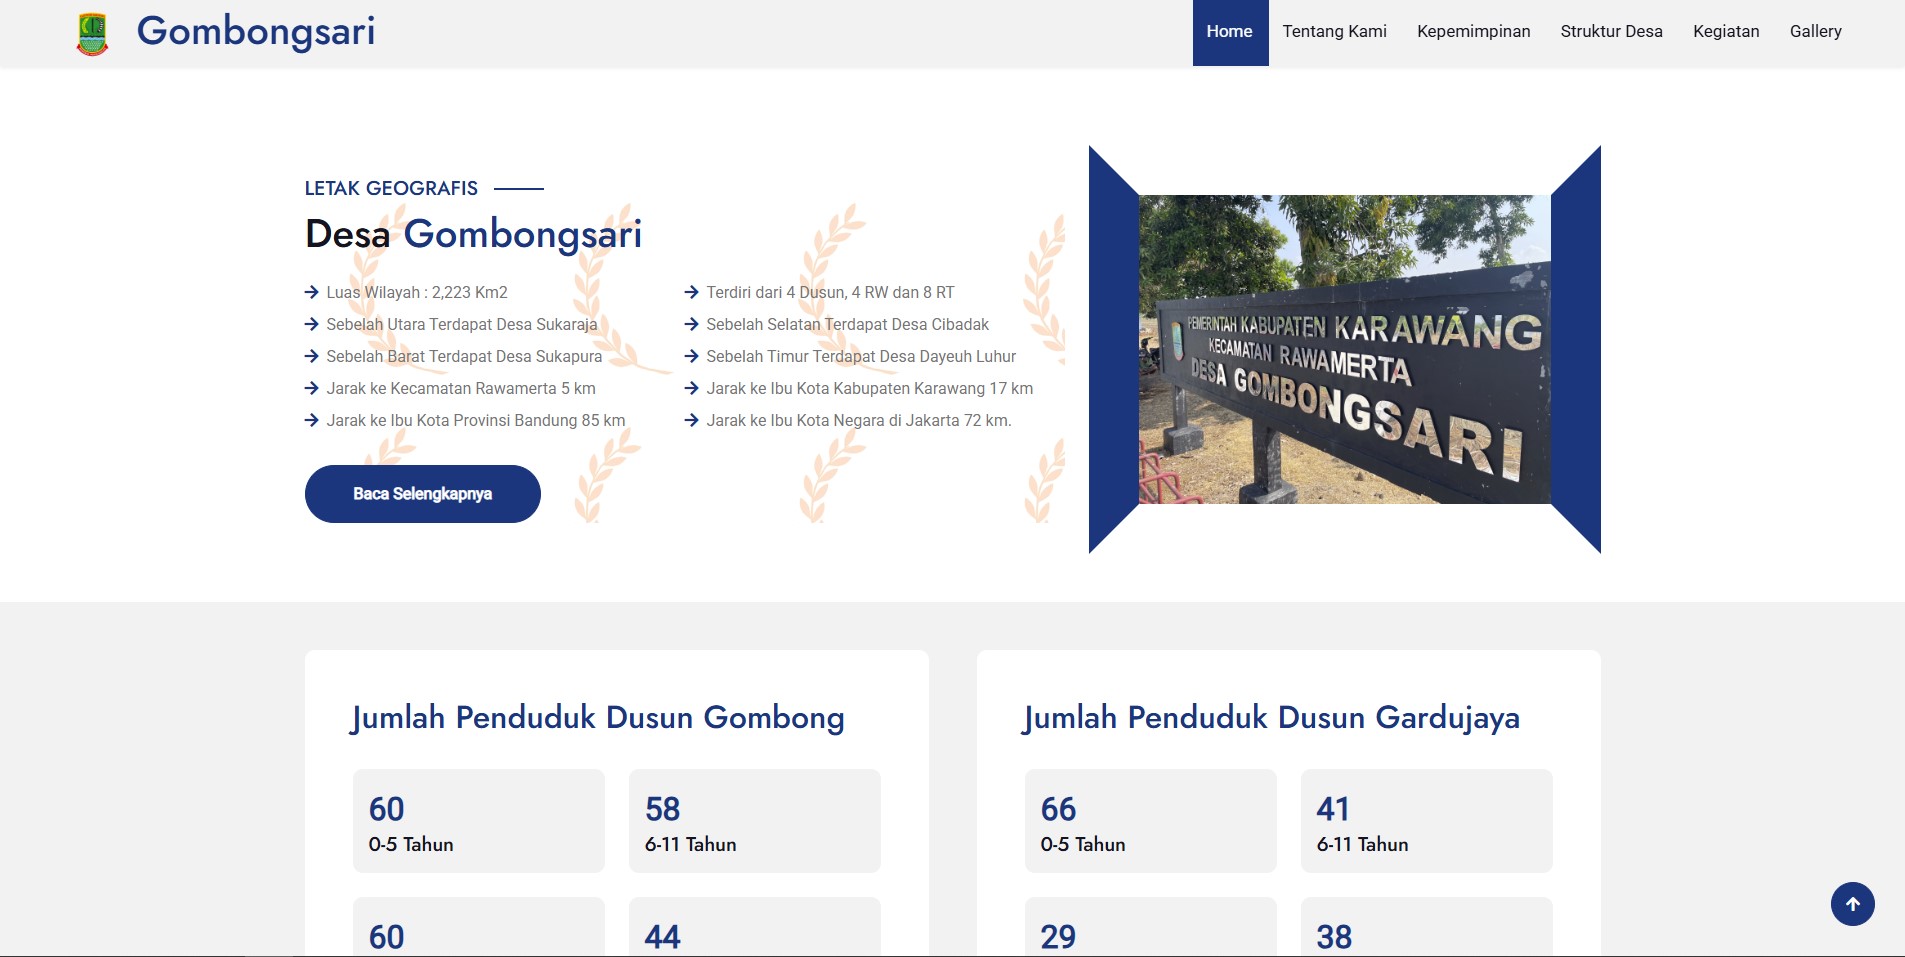 Gombongsari
Home
Tentang Kami
Kepemimpinan
Struktur Desa
Kegiatan
Gallery
LETAK GEOGRAFIS
Desa Gombongsari
Luas Wilayah : 2,223 Km2
Terdiri dari 4 Dusun, 4 RW dan 8 RT
Sebelah Utara Terdapat Desa Sukaraja
Sebelah Selatan Terdapat Desa Cibadak
Sebelah Barat Terdapat Desa Sukapura
Sebelah Timur Terdapat Desa Dayeuh Luhur
Jarak ke Kecamatan Rawamerta 5 km
Jarak ke Ibu Kota Kabupaten Karawang 17 km
Jarak ke Ibu Kota Provinsi Bandung 85 km
Jarak ke Ibu Kota Negara di Jakarta 72 km.
Baca Selengkapnya
PEMERINTAH KABUPATEN KARAWANG
KECAMATAN RAWAMERTA
DESA GOMBONGSARI
Jumlah Penduduk Dusun Gombong
60
0-5 Tahun
58
6-11 Tahun
60
44
Jumlah Penduduk Dusun Gardujaya
66
0-5 Tahun
41
6-11 Tahun
29
38